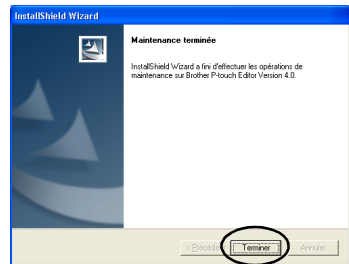 InstallShield Wizard
Maintenance terminée
InstallShield Wizard a fini d'effectuer les opérations de
maintenance sur Brother P-touch Editor Version 4.0.
< Précédent Terminer Annuler